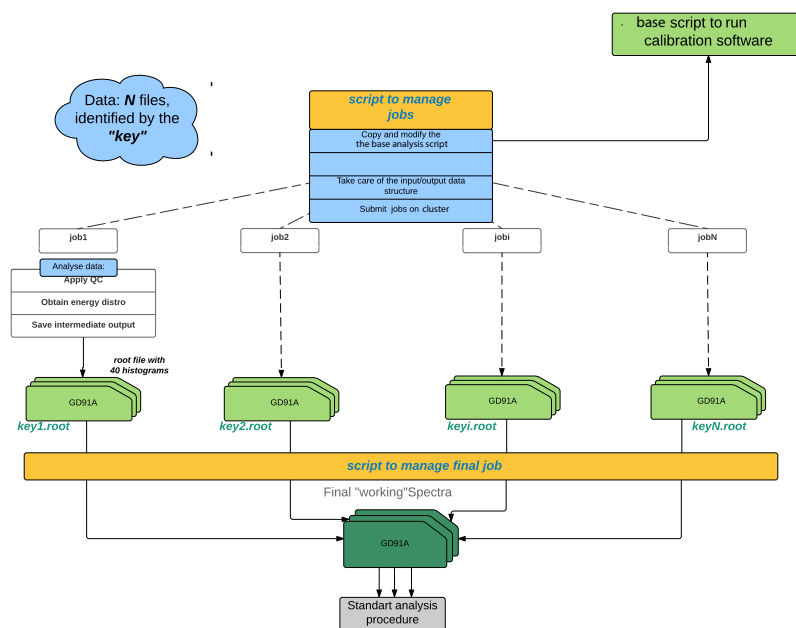 . base script to run
calibration software
Data: N files,
identified by the
"key"
script to manage
jobs
Copy and modify the
the base analysis script
Take care of the input/output data
structure
Submit jobs on cluster
job1
job2
jobi
jobN
Analyse data:
Apply QC
Obtain energy distro
Save intermediate output
root file with
40 histograms
GD91A
GD91A
GD91A
GD91A
key1.root
key2.root
keyi.root
keyN.root
script to manage final job
Final "working"Spectra
GD91A
Standart analysis
procedure